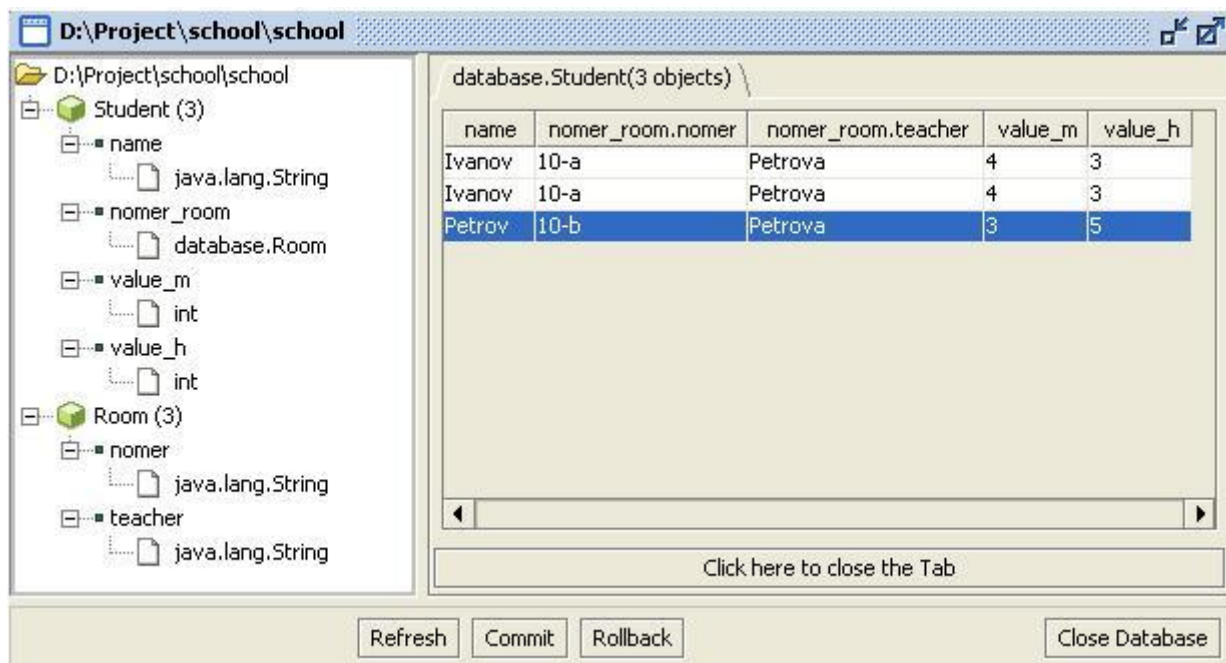 D:\Project\school\school
D:\Project\school\school
Student (3)
name
java.lang.String
nomer_room
database.Room
value_m
int
value_h
int
Room (3)
nomer
java.lang.String
teacher
java.lang.String
database.Student(3 objects)
name nomer_room.nomer nomer_room.teacher value_m value_h
Ivanov 10-a Petrova 4 3
Ivanov 10-a Petrova 4 3
Petrov 10-b Petrova 3 5
Click here to close the Tab
Refresh Commit Rollback Close Database